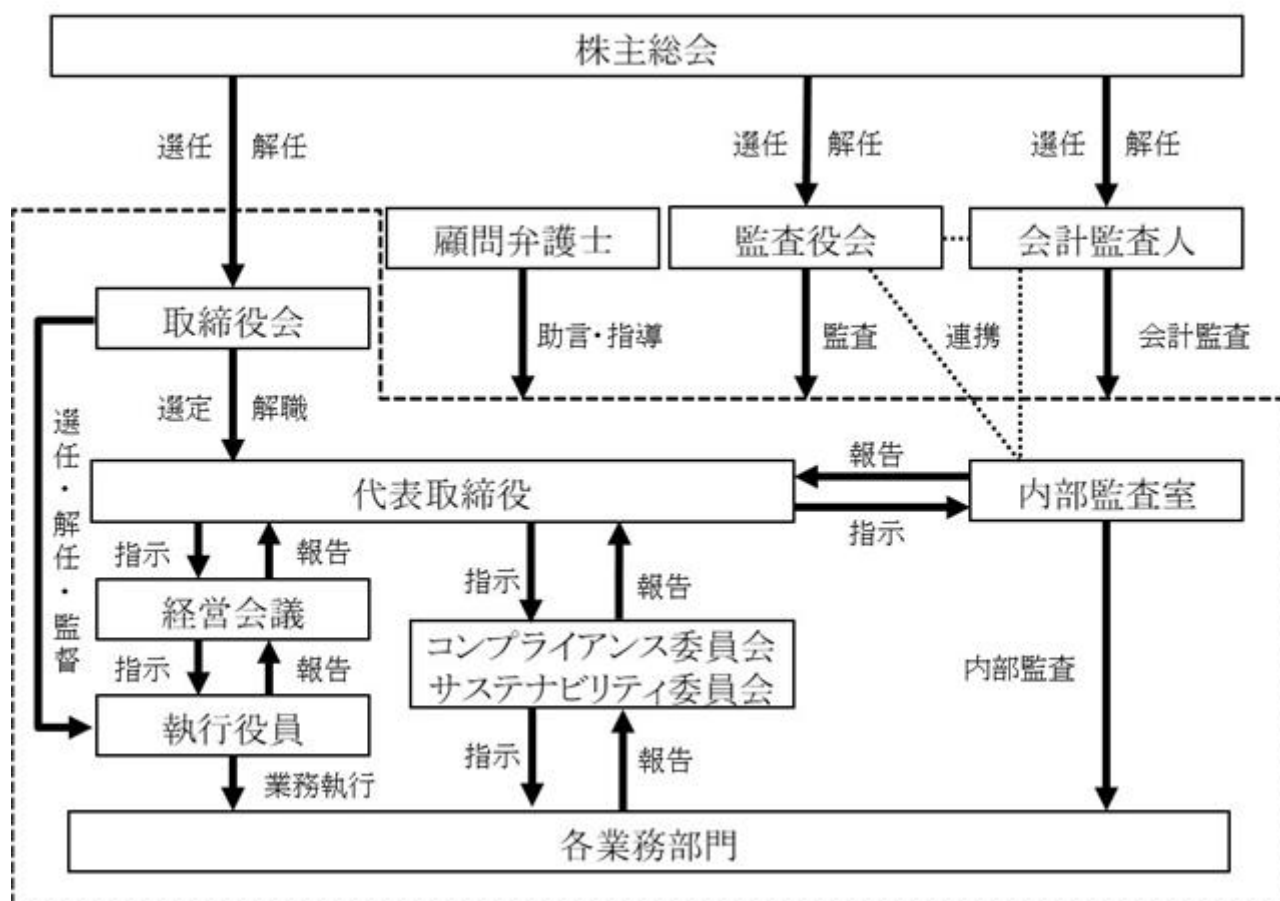 株主総会
選任 解任
選任 解任
選任 解任
顧問弁護士
監査役会
会計監査人
取締役会
助言・指導
監査
連携
会計監査
選定 解職
選任・解任・監督
代表取締役
報告
指示
内部監査室
指示
報告
指示
報告
経営会議
コンプライアンス委員会
サステナビリティ委員会
指示
報告
内部監査
執行役員
指示
報告
業務執行
各業務部門